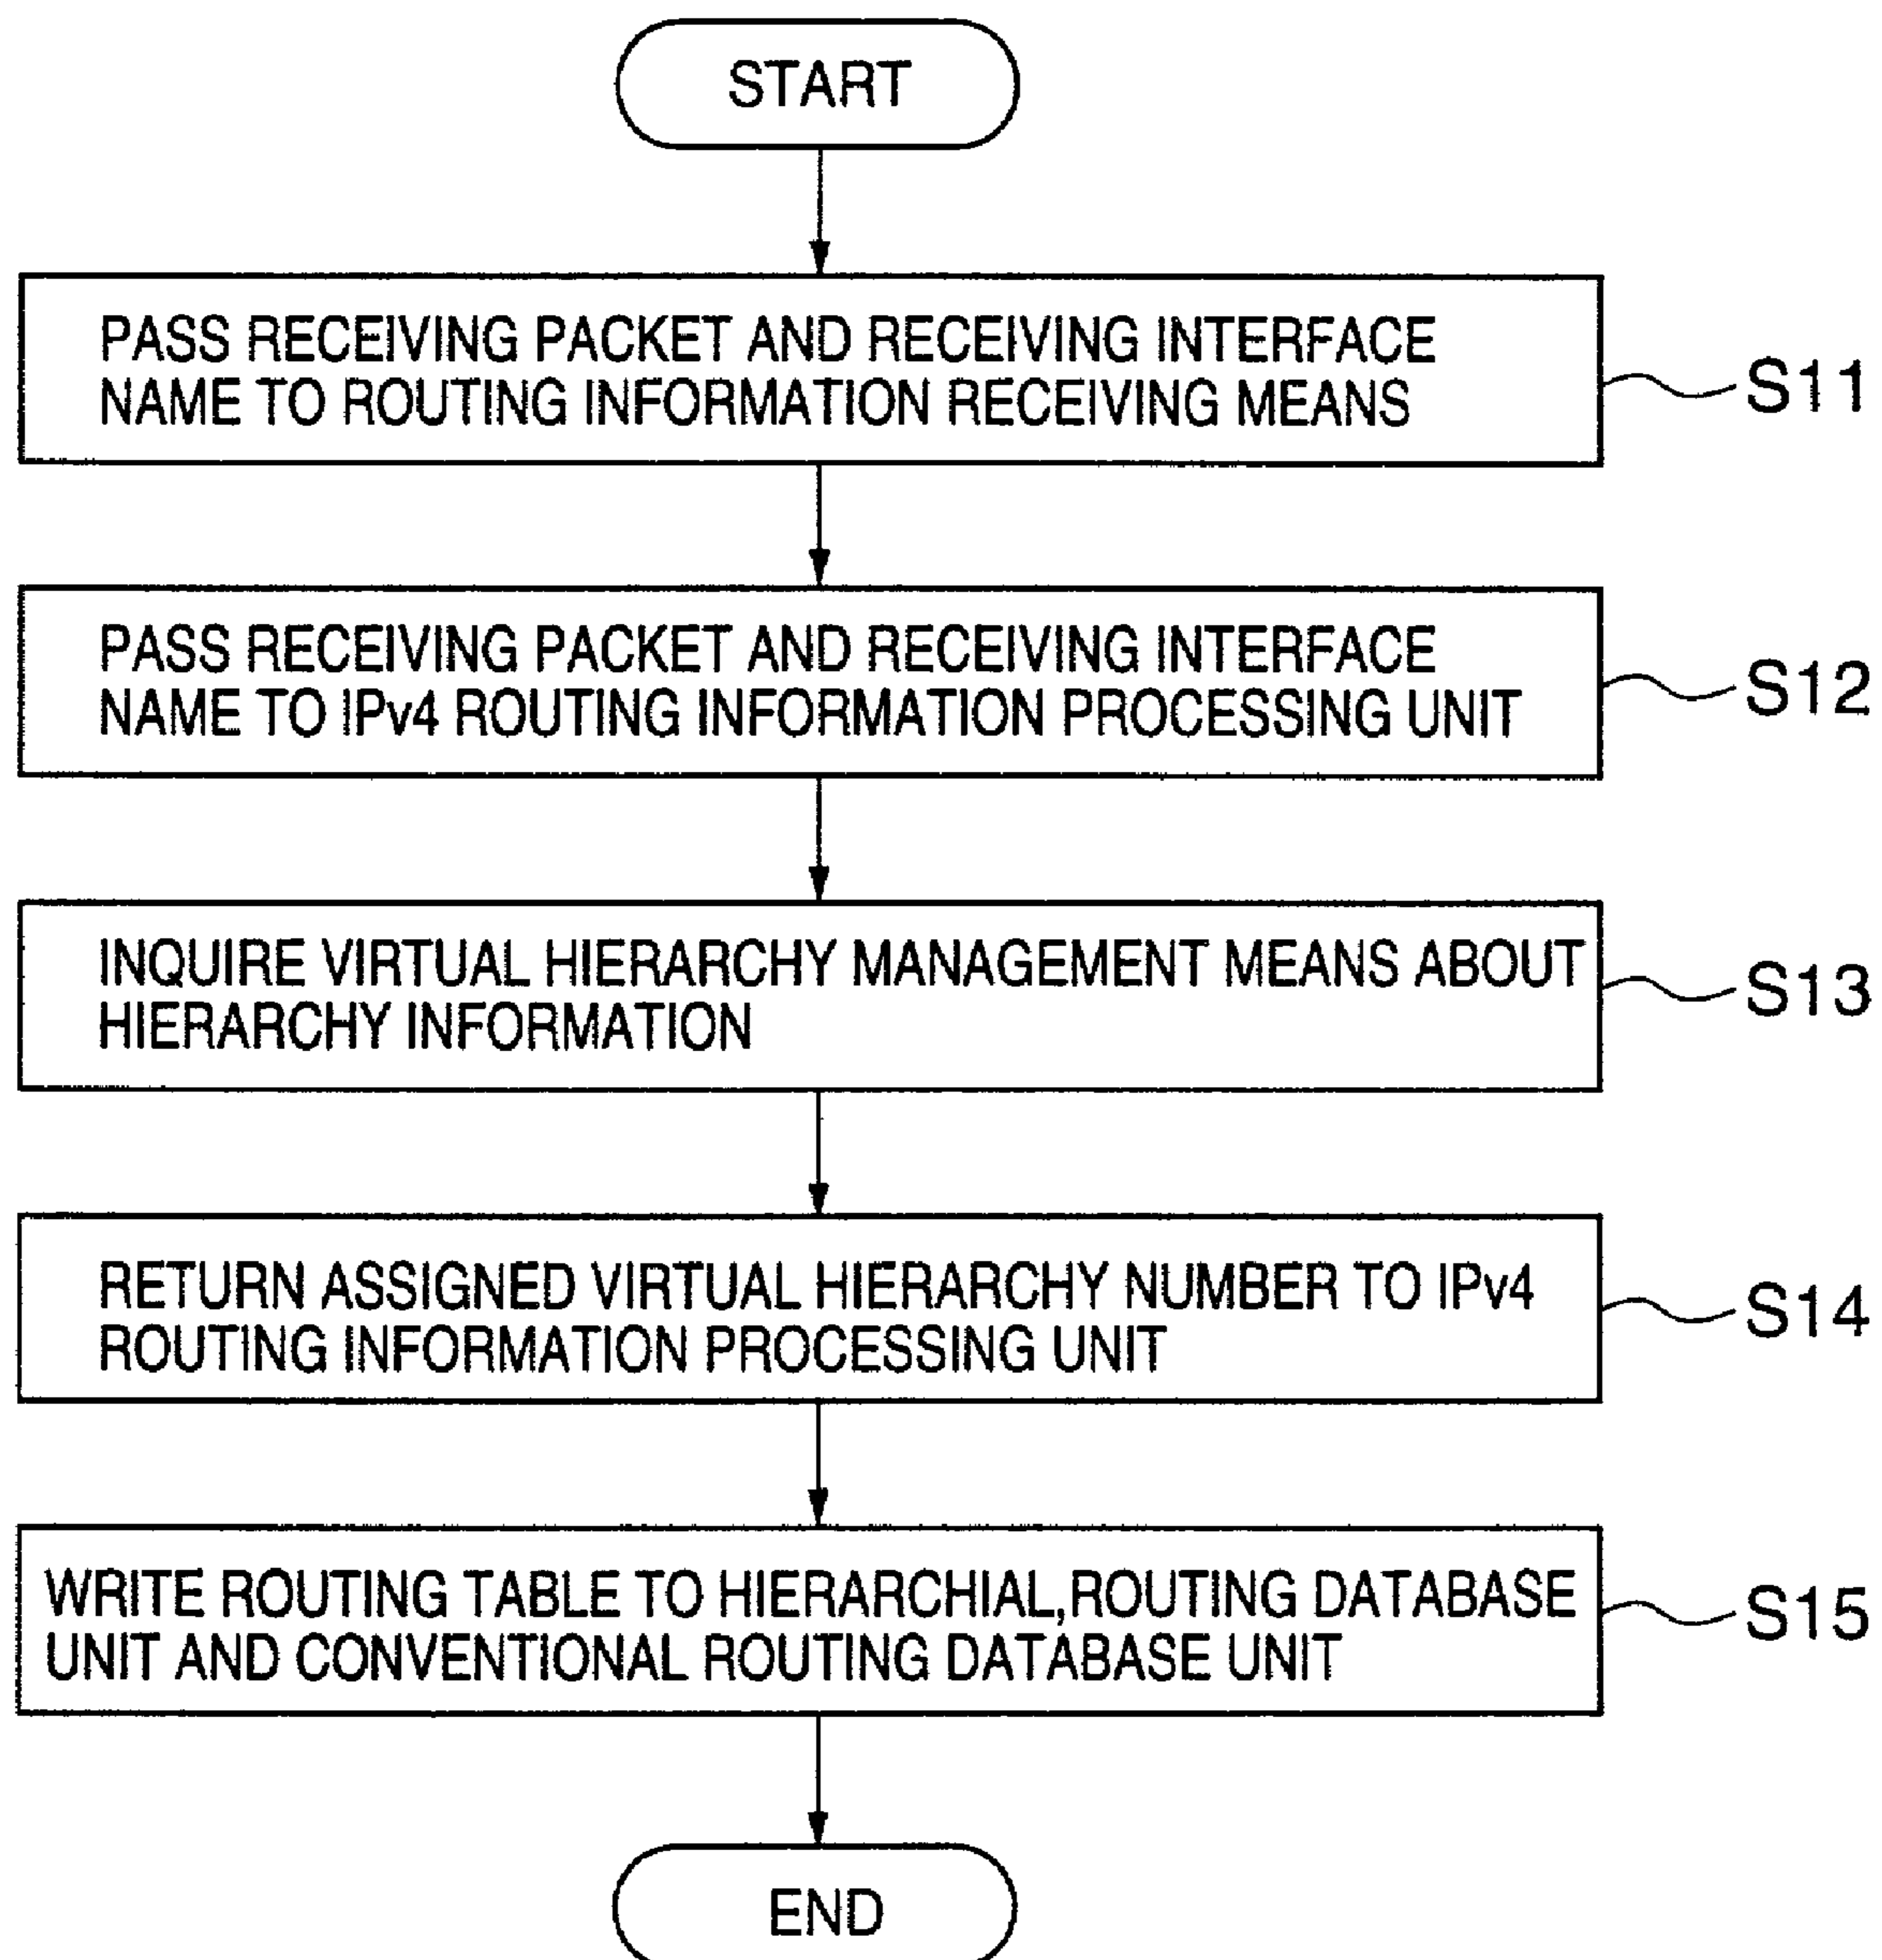 START
PASS RECEIVING PACKET AND RECEIVING INTERFACE
NAME TO ROUTING INFORMATION RECEIVING MEANS
S11
PASS RECEIVING PACKET AND RECEIVING INTERFACE
NAME TO IPv4 ROUTING INFORMATION PROCESSING UNIT
S12
INQUIRE VIRTUAL HIERARCHY MANAGEMENT MEANS ABOUT
HIERARCHY INFORMATION
S13
RETURN ASSIGNED VIRTUAL HIERARCHY NUMBER TO IPv4
ROUTING INFORMATION PROCESSING UNIT
S14
WRITE ROUTING TABLE TO HIERARCHIAL,ROUTING DATABASE
UNIT AND CONVENTIONAL ROUTING DATABASE UNIT
S15
END